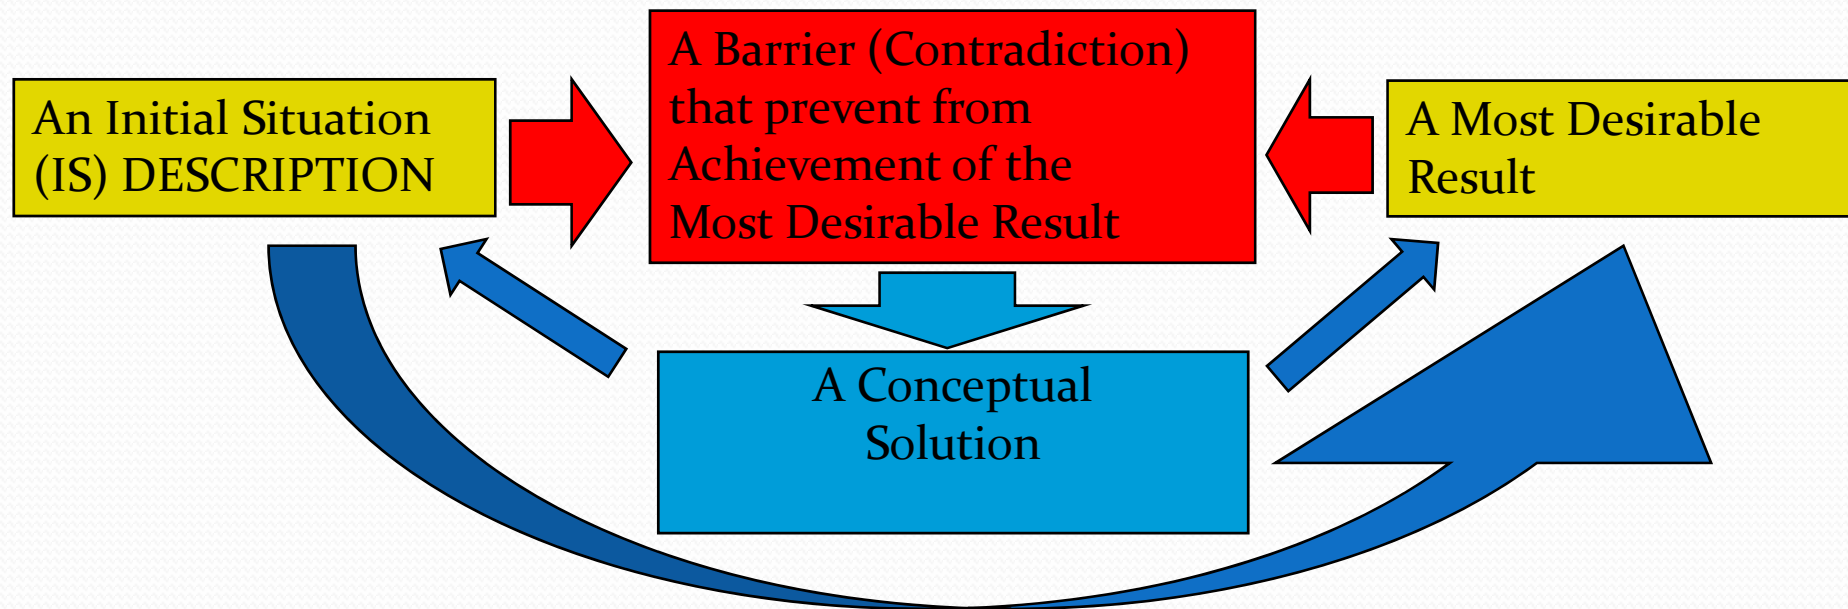 An Initial Situation
(IS) DESCRIPTION
A Barrier (Contradiction)
that prevent from
Achievement of the
Most Desirable Result
A Most Desirable
Result
A Conceptual
Solution